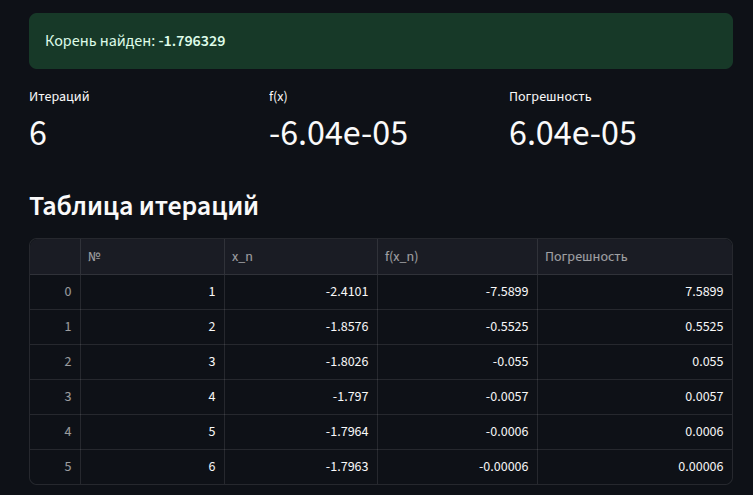 Корень найден: -1.796329
Итераций f(x) Погрешность
6 -6.04e-05 6.04e-05
Таблица итераций
№ x_n f(x_n) Погрешность
0 1 -2.4101 -7.5899 7.5899
1 2 -1.8576 -0.5525 0.5525
2 3 -1.8026 -0.055 0.055
3 4 -1.797 -0.0057 0.0057
4 5 -1.7964 -0.0006 0.0006
5 6 -1.7963 -0.00006 0.00006